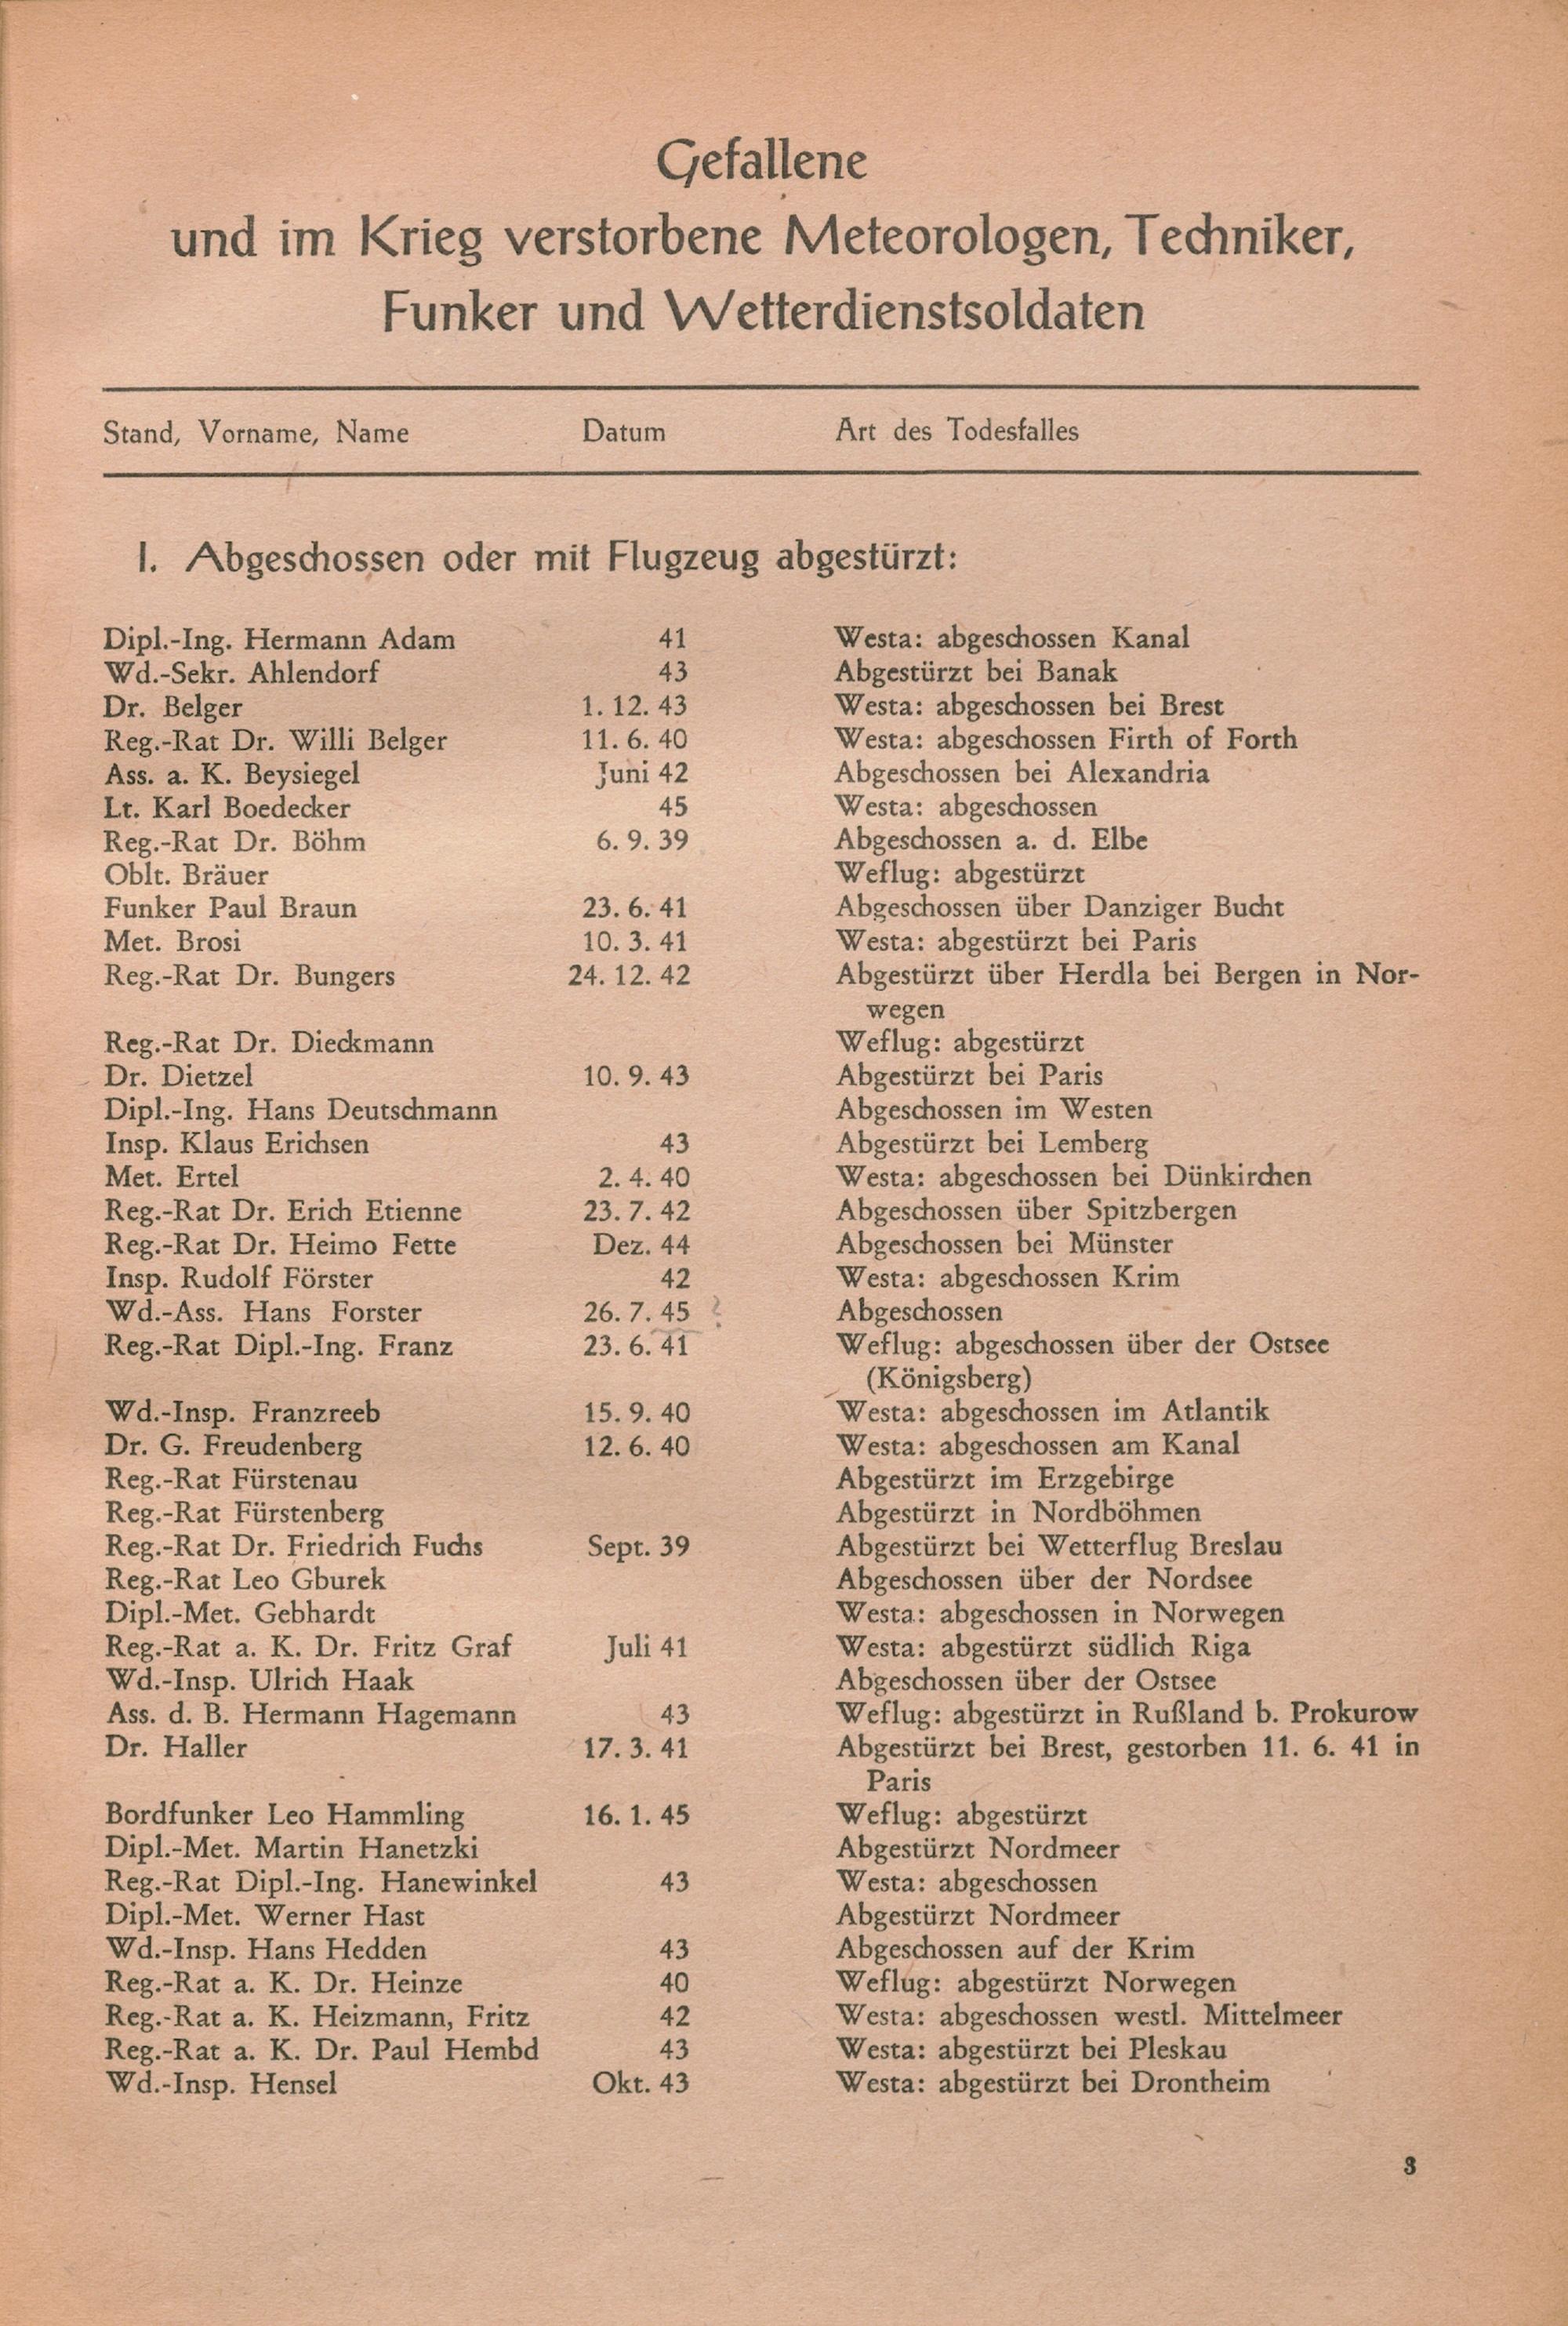 Gefallene
und im Krieg verstorbene Meteorologen, Techniker,
Funker und Wetterdienstsoldaten
Stand, Vorname, Name Datum Art des Todesfalles
I. Abgeschossen oder mit Flugzeug abgestürzt:
Dipl.-Ing. Hermann Adam 41 Westa: abgeschossen Kanal
Wd.-Sekr. Ahlendorf 43 Abgestürzt bei Banak
Dr. Belger 1. 12. 43 Westa: abgeschossen bei Brest
Reg.-Rat Dr. Willi Belger 11. 6. 40 Westa: abgeschossen Firth of Forth
Ass. a. K. Beysiegel Juni 42 Abgeschossen bei Alexandria
Lt. Karl Boedecker 45 Westa: abgeschossen
Reg.-Rat Dr. Böhm 6. 9. 39 Abgeschossen a. d. Elbe
Oblt. Bräuer Weflug: abgestürzt
Funker Paul Braun 23. 6. 41 Abgeschossen über Danziger Bucht
Met. Brosi 10. 3. 41 Westa: abgestürzt bei Paris
Reg.-Rat Dr. Bungers 24. 12. 42 Abgestürzt über Herdla bei Bergen in Nor-
wegen
Reg.-Rat Dr. Dieckmann Weflug: abgestürzt
Dr. Dietzel 10. 9. 43 Abgestürzt bei Paris
Dipl.-Ing. Hans Deutschmann Abgeschossen im Westen
Insp. Klaus Erichsen 43 Abgestürzt bei Lemberg
Met. Ertel 2. 4. 40 Westa: abgeschossen bei Dünkirchen
Reg.-Rat Dr. Erich Etienne 23. 7. 42 Abgeschossen über Spitzbergen
Reg.-Rat Dr. Heimo Fette Dez. 44 Abgeschossen bei Münster
Insp. Rudolf Förster 42 Westa: abgeschossen Krim
Wd.-Ass. Hans Forster 26. 7. 45 ? Abgeschossen
Reg.-Rat Dipl.-Ing. Franz 23. 6. 41 Weflug: abgeschossen über der Ostsee
(Königsberg)
Wd.-Insp. Franzreeb 15. 9. 40 Westa: abgeschossen im Atlantik
Dr. G. Freudenberg 12. 6. 40 Westa: abgeschossen am Kanal
Reg.-Rat Fürstenau Abgestürzt im Erzgebirge
Reg.-Rat Fürstenberg Abgestürzt in Nordböhmen
Reg.-Rat Dr. Friedrich Fuchs Sept. 39 Abgestürzt bei Wetterflug Breslau
Reg.-Rat Leo Gburek Abgeschossen über der Nordsee
Dipl.-Met. Gebhardt Westa: abgeschossen in Norwegen
Reg.-Rat a. K. Dr. Fritz Graf Juli 41 Westa: abgestürzt südlich Riga
Wd.-Insp. Ulrich Haak Abgeschossen über der Ostsee
Ass. d. B. Hermann Hagemann 43 Weflug: abgestürzt in Rußland b. Prokurow
Dr. Haller 17. 3. 41 Abgestürzt bei Brest, gestorben 11. 6. 41 in
Paris
Bordfunker Leo Hammling 16. 1. 45 Weflug: abgestürzt
Dipl.-Met. Martin Hanetzki Abgestürzt Nordmeer
Reg.-Rat Dipl.-Ing. Hanewinkel 43 Westa: abgeschossen
Dipl.-Met. Werner Hast Abgestürzt Nordmeer
Wd.-Insp. Hans Hedden 43 Abgeschossen auf der Krim
Reg.-Rat a. K. Dr. Heinze 40 Weflug: abgestürzt Norwegen
Reg.-Rat a. K. Heizmann, Fritz 42 Westa: abgeschossen westl. Mittelmeer
Reg.-Rat a. K. Dr. Paul Hembd 43 Westa: abgestürzt bei Pleskau
Wd.-Insp. Hensel Okt. 43 Westa: abgestürzt bei Drontheim
3